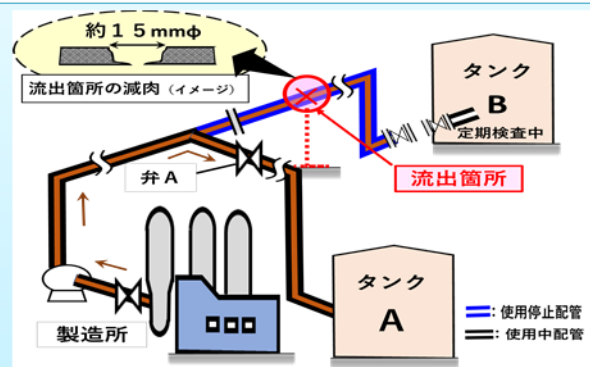 約１５mmφ
流出箇所の減肉（イメージ）
タンク
B
定期検査中
弁A
流出箇所
タンク
A
製造所
：使用停止配管
：使用中配管